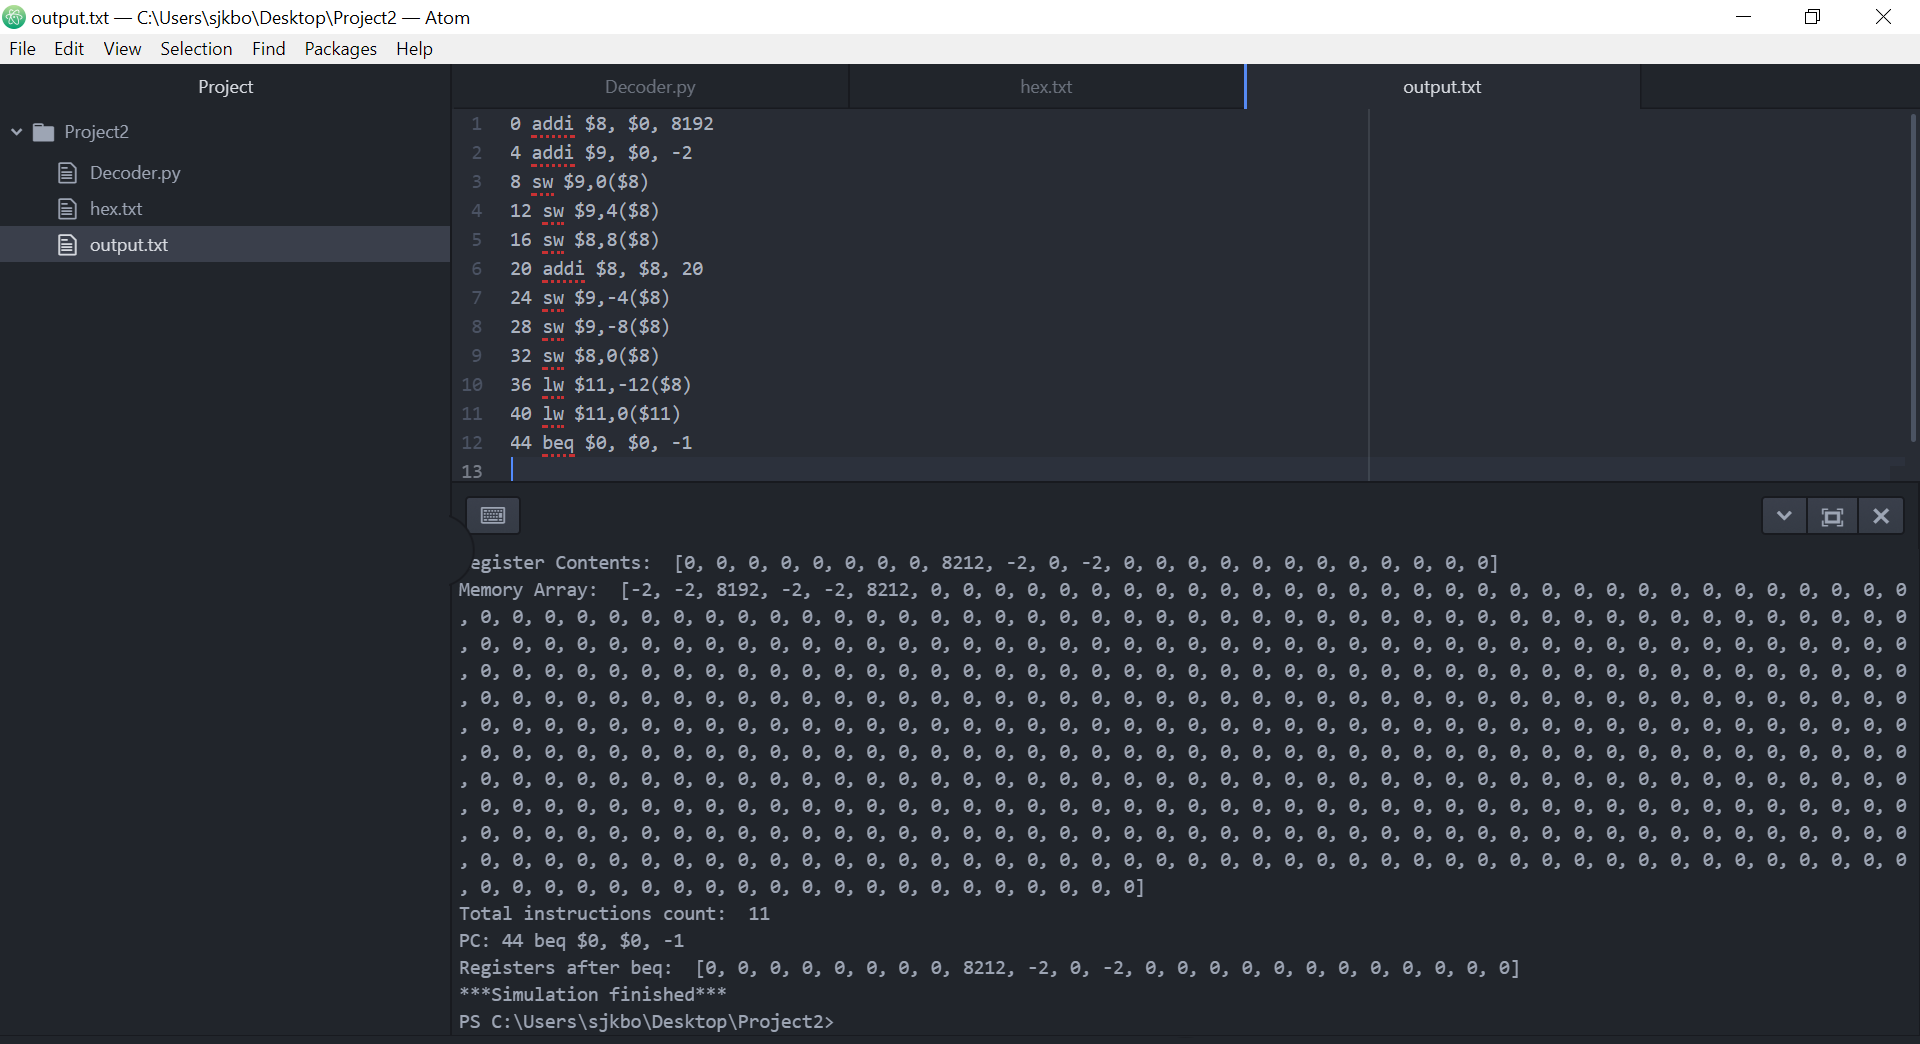 output.txt — C:\Users\sjkbo\Desktop\Project2 — Atom
File Edit View Selection Find Packages Help
Project
Project2
Decoder.py
hex.txt
output.txt
Decoder.py hex.txt output.txt
1 0 addi $8, $0, 8192
2 4 addi $9, $0, -2
3 8 sw $9,0($8)
4 12 sw $9,4($8)
5 16 sw $8,8($8)
6 20 addi $8, $8, 20
7 24 sw $9,-4($8)
8 28 sw $9,-8($8)
9 32 sw $8,0($8)
10 36 lw $11,-12($8)
11 40 lw $11,0($11)
12 44 beq $0, $0, -1
13
egister Contents:  [0, 0, 0, 0, 0, 0, 0, 0, 8212, -2, 0, -2, 0, 0, 0, 0, 0, 0, 0, 0, 0, 0, 0, 0]
Memory Array:  [-2, -2, 8192, -2, -2, 8212, 0, 0, 0, 0, 0, 0, 0, 0, 0, 0, 0, 0, 0, 0, 0, 0, 0, 0, 0, 0, 0, 0, 0, 0, 0, 0, 0, 0, 0, 0, 0
, 0, 0, 0, 0, 0, 0, 0, 0, 0, 0, 0, 0, 0, 0, 0, 0, 0, 0, 0, 0, 0, 0, 0, 0, 0, 0, 0, 0, 0, 0, 0, 0, 0, 0, 0, 0, 0, 0, 0, 0, 0, 0, 0, 0, 0
, 0, 0, 0, 0, 0, 0, 0, 0, 0, 0, 0, 0, 0, 0, 0, 0, 0, 0, 0, 0, 0, 0, 0, 0, 0, 0, 0, 0, 0, 0, 0, 0, 0, 0, 0, 0, 0, 0, 0, 0, 0, 0, 0, 0, 0
, 0, 0, 0, 0, 0, 0, 0, 0, 0, 0, 0, 0, 0, 0, 0, 0, 0, 0, 0, 0, 0, 0, 0, 0, 0, 0, 0, 0, 0, 0, 0, 0, 0, 0, 0, 0, 0, 0, 0, 0, 0, 0, 0, 0, 0
, 0, 0, 0, 0, 0, 0, 0, 0, 0, 0, 0, 0, 0, 0, 0, 0, 0, 0, 0, 0, 0, 0, 0, 0, 0, 0, 0, 0, 0, 0, 0, 0, 0, 0, 0, 0, 0, 0, 0, 0, 0, 0, 0, 0, 0
, 0, 0, 0, 0, 0, 0, 0, 0, 0, 0, 0, 0, 0, 0, 0, 0, 0, 0, 0, 0, 0, 0, 0, 0, 0, 0, 0, 0, 0, 0, 0, 0, 0, 0, 0, 0, 0, 0, 0, 0, 0, 0, 0, 0, 0
, 0, 0, 0, 0, 0, 0, 0, 0, 0, 0, 0, 0, 0, 0, 0, 0, 0, 0, 0, 0, 0, 0, 0, 0, 0, 0, 0, 0, 0, 0, 0, 0, 0, 0, 0, 0, 0, 0, 0, 0, 0, 0, 0, 0, 0
, 0, 0, 0, 0, 0, 0, 0, 0, 0, 0, 0, 0, 0, 0, 0, 0, 0, 0, 0, 0, 0, 0, 0, 0, 0, 0, 0, 0, 0, 0, 0, 0, 0, 0, 0, 0, 0, 0, 0, 0, 0, 0, 0, 0, 0
, 0, 0, 0, 0, 0, 0, 0, 0, 0, 0, 0, 0, 0, 0, 0, 0, 0, 0, 0, 0, 0, 0, 0, 0, 0, 0, 0, 0, 0, 0, 0, 0, 0, 0, 0, 0, 0, 0, 0, 0, 0, 0, 0, 0, 0
, 0, 0, 0, 0, 0, 0, 0, 0, 0, 0, 0, 0, 0, 0, 0, 0, 0, 0, 0, 0, 0, 0, 0, 0, 0, 0, 0, 0, 0, 0, 0, 0, 0, 0, 0, 0, 0, 0, 0, 0, 0, 0, 0, 0, 0
, 0, 0, 0, 0, 0, 0, 0, 0, 0, 0, 0, 0, 0, 0, 0, 0, 0, 0, 0, 0, 0, 0, 0, 0, 0, 0, 0, 0, 0, 0, 0, 0, 0, 0, 0, 0, 0, 0, 0, 0, 0, 0, 0, 0, 0
, 0, 0, 0, 0, 0, 0, 0, 0, 0, 0, 0, 0, 0, 0, 0, 0, 0, 0, 0, 0, 0]
Total instructions count:  11
PC: 44 beq $0, $0, -1
Registers after beq:  [0, 0, 0, 0, 0, 0, 0, 0, 8212, -2, 0, -2, 0, 0, 0, 0, 0, 0, 0, 0, 0, 0, 0, 0]
***Simulation finished***
PS C:\Users\sjkbo\Desktop\Project2>